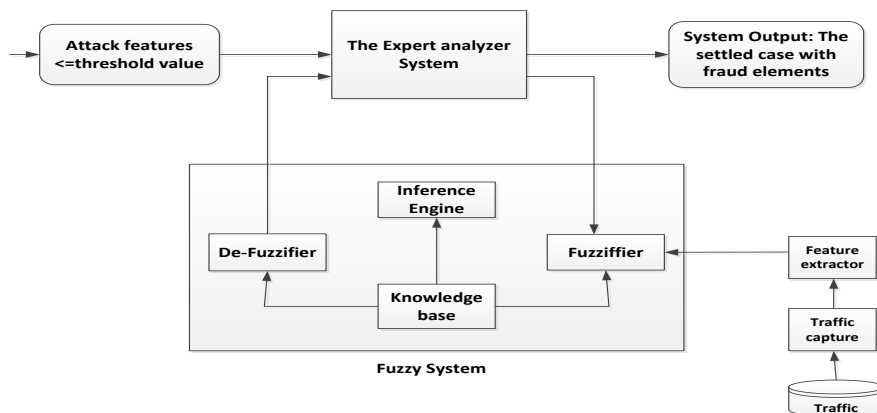 Attack features
<=threshold value
The Expert analyzer
System
System Output: The
settled case with
fraud elements
Inference
Engine
De-Fuzzifier
Fuzziffier
Knowledge
base
Fuzzy System
Feature
extractor
Traffic
capture
Traffic